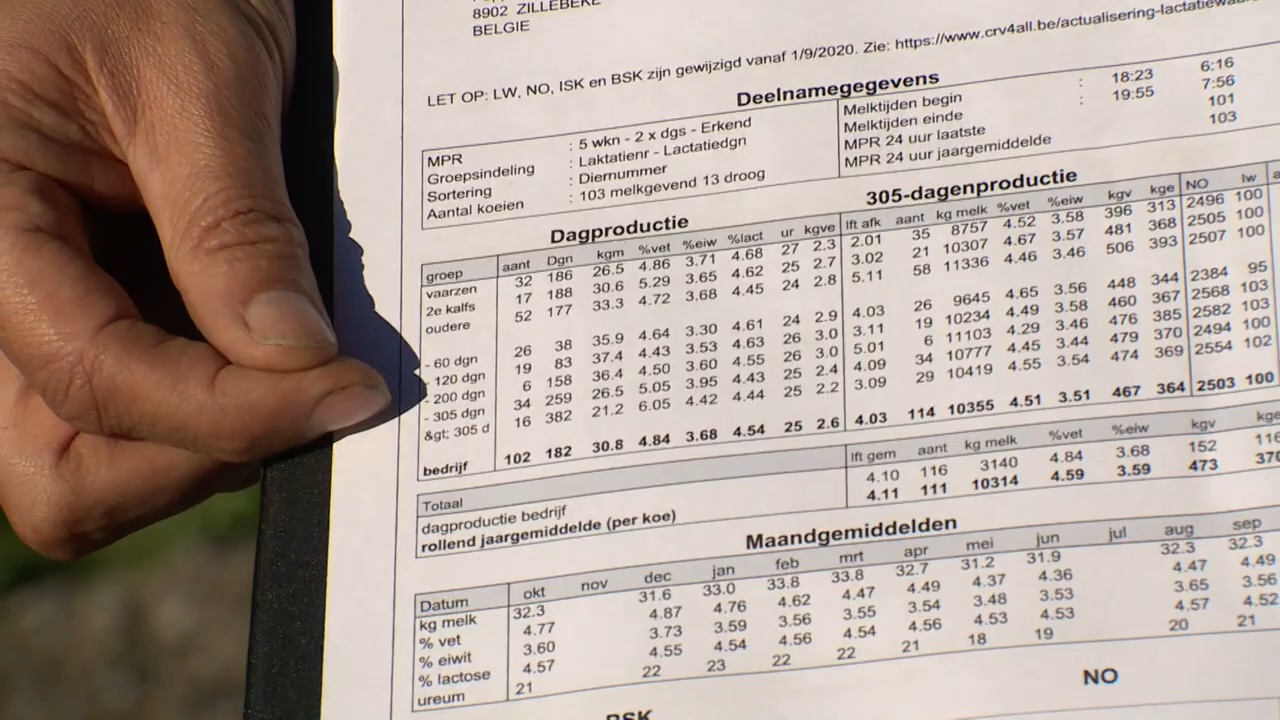 8902 ZILLEBEKE
BELGIE
LET OP: LW, NO, ISK en BSK zijn gewijzigd vanaf 1/9/2020. Zie: https://www.crv4all.be/actualisering-lactatiewaa
Deelnamegegevens
MPR : 5 wkn - 2 x dgs - Erkend
Groepsindeling : Laktatienr - Lactatiedgn
Sortering : Diernummer
Aantal koeien : 103 melkgevend 13 droog
Melktijden begin : 18:23 6:16
Melktijden einde : 19:55 7:56
MPR 24 uur laatste 101
MPR 24 uur jaargemiddelde 103
Dagproductie 305-dagenproductie
groep aant Dgn kgm %vet %eiw %lact ur kgve lft afk aant kg melk %vet %eiw kgv kge NO lw
vaarzen 32 186 26.5 4.86 3.71 4.68 27 2.3 2.01 35 8757 4.52 3.58 396 313 2496 100
2e kalfs 17 188 30.6 5.29 3.65 4.62 25 2.7 3.02 21 10307 4.67 3.57 481 368 2505 100
oudere 52 177 33.3 4.72 3.68 4.45 24 2.8 5.11 58 11336 4.46 3.46 506 393 2507 100
- 60 dgn 26 38 35.9 4.64 3.30 4.61 24 2.9 4.03 26 9645 4.65 3.56 448 344 2384 95
- 120 dgn 19 83 37.4 4.43 3.53 4.63 26 3.0 3.11 19 10234 4.49 3.58 460 367 2568 103
- 200 dgn 6 158 36.4 4.50 3.60 4.55 26 3.0 5.01 6 11103 4.29 3.46 476 385 2582 103
- 305 dgn 34 259 26.5 5.05 3.95 4.43 25 2.4 4.09 34 10777 4.45 3.44 479 370 2494 100
&gt; 305 d 16 382 21.2 6.05 4.42 4.44 25 2.2 3.09 29 10419 4.55 3.54 474 369 2554 102
bedrijf 102 182 30.8 4.84 3.68 4.54 25 2.6 4.03 114 10355 4.51 3.51 467 364 2503 100
Totaal lft gem aant kg melk %vet %eiw kgv kge
dagproductie bedrijf 4.10 116 3140 4.84 3.68 152 116
rollend jaargemiddelde (per koe) 4.11 111 10314 4.59 3.59 473 370
Maandgemiddelden
Datum okt nov dec jan feb mrt apr mei jun jul aug sep
kg melk 32.3 31.6 33.0 33.8 33.8 32.7 31.2 31.9 32.3 32.3
% vet 4.77 4.87 4.76 4.62 4.47 4.49 4.37 4.36 4.47 4.49
% eiwit 3.60 3.73 3.59 3.56 3.55 3.54 3.48 3.53 3.65 3.56
% lactose 4.57 4.55 4.54 4.56 4.54 4.56 4.53 4.53 4.57 4.52
ureum 21 22 23 22 22 21 18 19 20 21
BSK NO